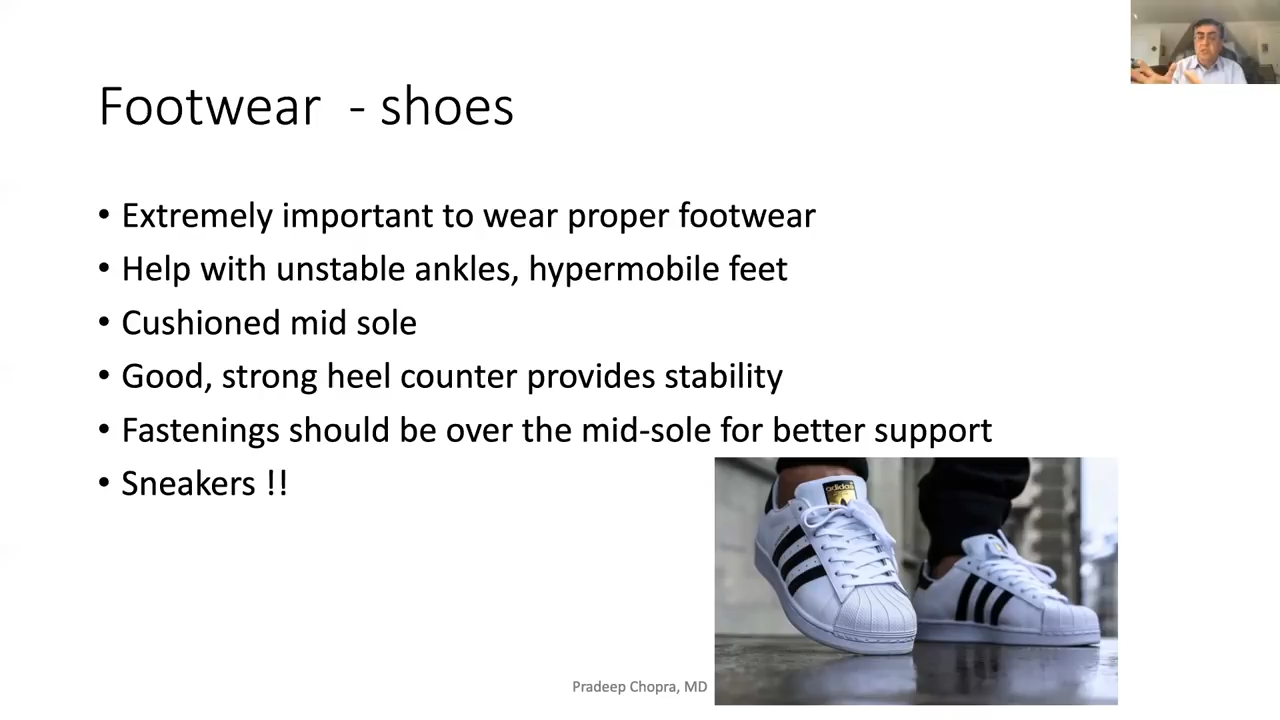 Footwear - shoes
• Extremely important to wear proper footwear
• Help with unstable ankles, hypermobile feet
• Cushioned mid sole
• Good, strong heel counter provides stability
• Fastenings should be over the mid-sole for better support
• Sneakers !!
adidas
Pradeep Chopra, MD